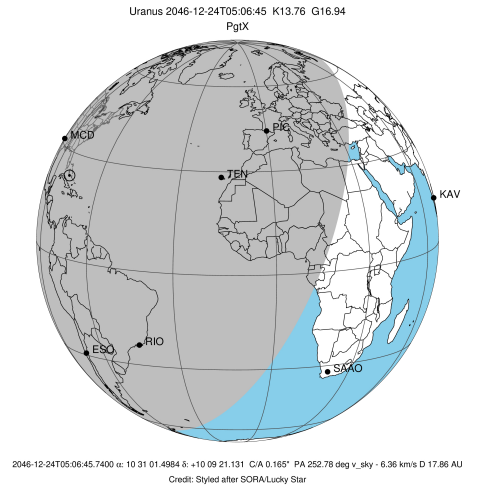 Uranus 2046-12-24T05:06:45 K13.76 G16.94
PgtX
MCD
PIC
TEN
KAV
ESO
RIO
SAAO
2046-12-24T05:06:45.7400 α: 10 31 01.4984 δ: +10 09 21.131 C/A 0.165" PA 252.78 deg v_sky - 6.36 km/s D 17.86 AU
Credit: Styled after SORA/Lucky Star